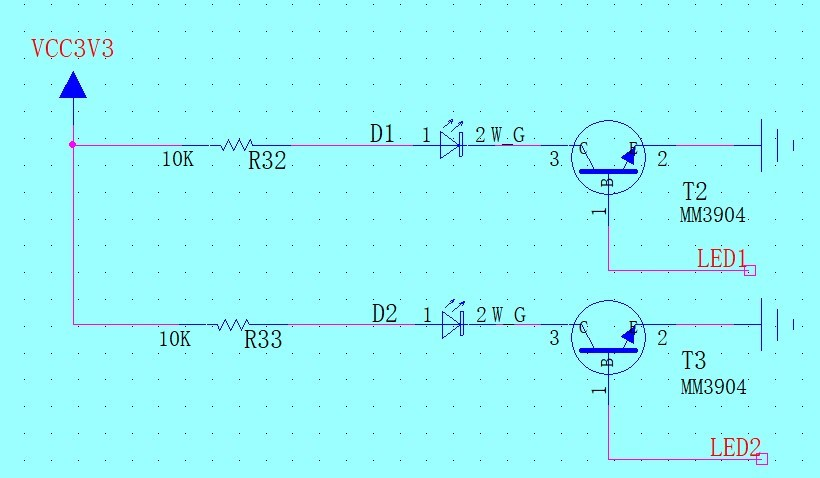 VCC3V3
D1 1 2 W_G
10K R32
C E
3 2
B
1
T2
MM3904
LED1
D2 1 2 W_G
10K R33
C E
3 2
B
1
T3
MM3904
LED2